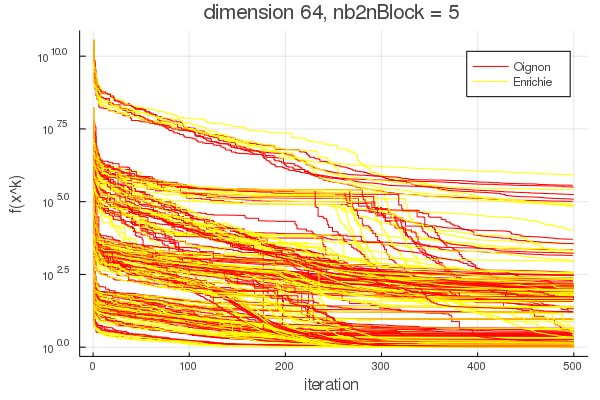 dimension 64, nb2nBlock = 5
Oignon
Enrichie
f(x^k)
10^10.0
10^7.5
10^5.0
10^2.5
10^0.0
0 100 200 300 400 500
iteration